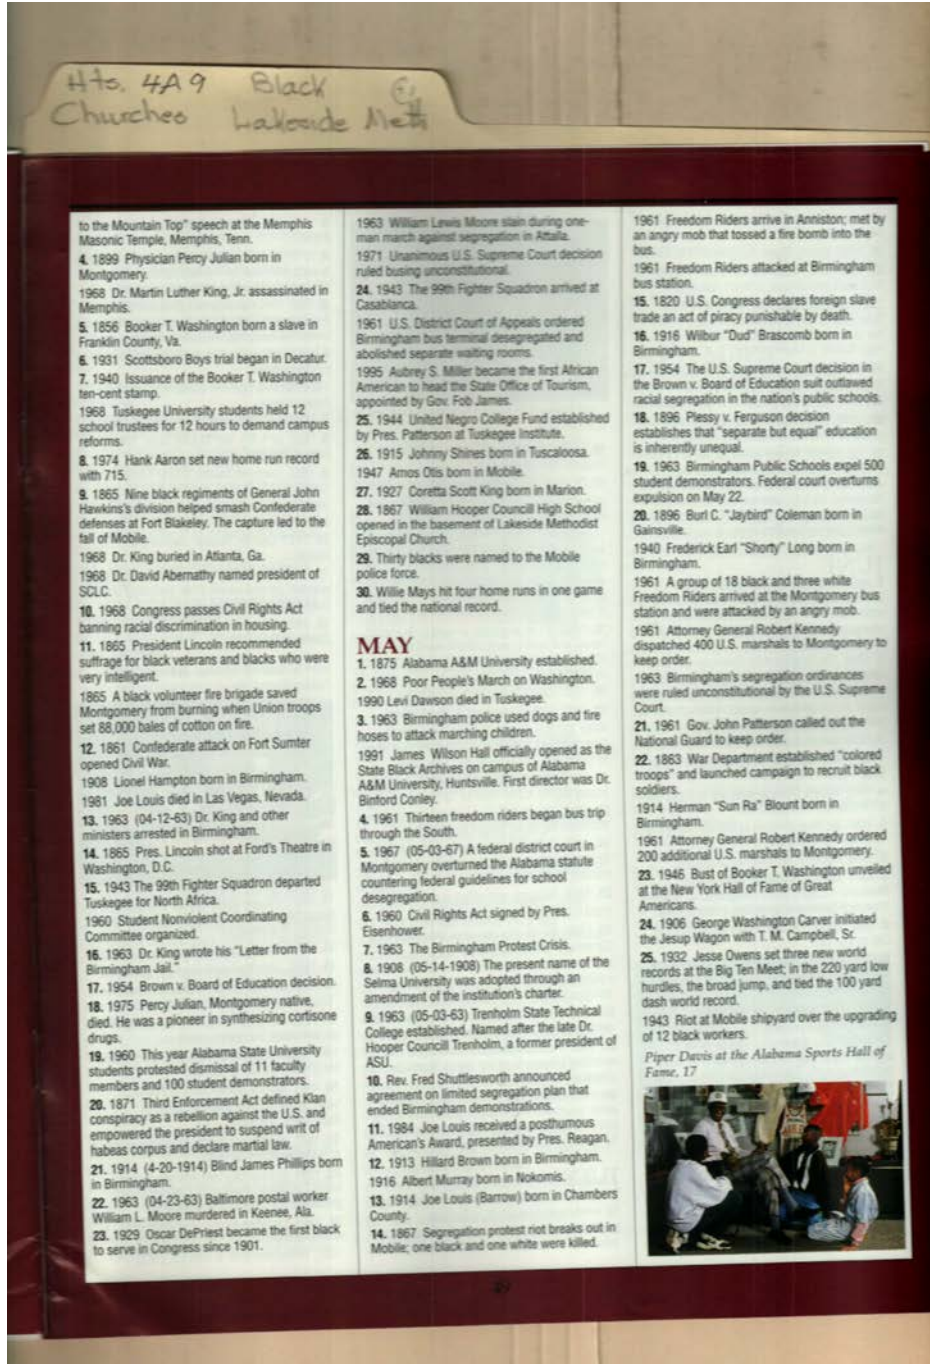 Hts. 4A9 Black
Churches Lakeside Meth
to the Mountain Top" speech at the Memphis
Masonic Temple, Memphis, Tenn.
4. 1899 Physician Percy Julian born in
Montgomery.
1968 Dr. Martin Luther King, Jr. assassinated in
Memphis.
5. 1856 Booker T. Washington born a slave in
Franklin County, Va.
6. 1931 Scottsboro Boys trial began in Decatur.
7. 1940 Issuance of the Booker T. Washington
ten-cent stamp.
1968 Tuskegee University students held 12
school trustees for 12 hours to demand campus
reforms.
8. 1974 Hank Aaron set new home run record
with 715.
9. 1865 Nine black regiments of General John
Hawkins's division helped smash Confederate
defenses at Fort Blakeley. The capture led to the
fall of Mobile.
1968 Dr. King buried in Atlanta, Ga.
1968 Dr. David Abernathy named president of
SCLC.
10. 1968 Congress passes Civil Rights Act
banning racial discrimination in housing.
11. 1865 President Lincoln recommended
suffrage for black veterans and blacks who were
very intelligent.
1865 A black volunteer fire brigade saved
Montgomery from burning when Union troops
set 88,000 bales of cotton on fire.
12. 1861 Confederate attack on Fort Sumter
opened Civil War.
1908 Lionel Hampton born in Birmingham.
1981 Joe Louis died in Las Vegas, Nevada.
13. 1963 (04-12-63) Dr. King and other
ministers arrested in Birmingham.
14. 1865 Pres. Lincoln shot at Ford's Theatre in
Washington, D.C.
15. 1943 The 99th Fighter Squadron departed
Tuskegee for North Africa.
1960 Student Nonviolent Coordinating
Committee organized.
16. 1963 Dr. King wrote his "Letter from the
Birmingham Jail."
17. 1954 Brown v. Board of Education decision.
18. 1975 Percy Julian, Montgomery native,
died. He was a pioneer in synthesizing cortisone
drugs.
19. 1960 This year Alabama State University
students protested dismissal of 11 faculty
members and 100 student demonstrators.
20. 1871 Third Enforcement Act defined Klan
conspiracy as a rebellion against the U.S. and
empowered the president to suspend writ of
habeas corpus and declare martial law.
21. 1914 (4-20-1914) Blind James Phillips born
in Birmingham.
22. 1963 (04-23-63) Baltimore postal worker
William L. Moore murdered in Keenee, Ala.
23. 1929 Oscar DePriest became the first black
to serve in Congress since 1901.
1963 William Lewis Moore slain during one-
man march against segregation in Attalla.
1971 Unanimous U.S. Supreme Court decision
ruled busing unconstitutional.
24. 1943 The 99th Fighter Squadron arrived at
Casablanca.
1961 U.S. District Court of Appeals ordered
Birmingham bus terminal desegregated and
abolished separate waiting rooms.
1995 Aubrey S. Miller became the first African
American to head the State Office of Tourism,
appointed by Gov. Fob James.
25. 1944 United Negro College Fund established
by Pres. Patterson at Tuskegee Institute.
26. 1915 Johnny Shines born in Tuscaloosa.
1947 Amos Otis born in Mobile.
27. 1927 Coretta Scott King born in Marion.
28. 1867 William Hooper Councill High School
opened in the basement of Lakeside Methodist
Episcopal Church.
29. Thirty blacks were named to the Mobile
police force.
30. Willie Mays hit four home runs in one game
and tied the national record.
MAY
1. 1875 Alabama A&M University established.
2. 1968 Poor People's March on Washington.
1990 Levi Dawson died in Tuskegee.
3. 1963 Birmingham police used dogs and fire
hoses to attack marching children.
1991 James Wilson Hall officially opened as the
State Black Archives on campus of Alabama
A&M University, Huntsville. First director was Dr.
Binford Conley.
4. 1961 Thirteen freedom riders began bus trip
through the South.
5. 1967 (05-03-67) A federal district court in
Montgomery overturned the Alabama statute
countering federal guidelines for school
desegregation.
6. 1960 Civil Rights Act signed by Pres.
Eisenhower.
7. 1963 The Birmingham Protest Crisis.
8. 1908 (05-14-1908) The present name of the
Selma University was adopted through an
amendment of the institution's charter.
9. 1963 (05-03-63) Trenholm State Technical
College established. Named after the late Dr.
Hooper Councill Trenholm, a former president of
ASU.
10. Rev. Fred Shuttlesworth announced
agreement on limited segregation plan that
ended Birmingham demonstrations.
11. 1984 Joe Louis received a posthumous
American's Award, presented by Pres. Reagan.
12. 1913 Hillard Brown born in Birmingham.
1916 Albert Murray born in Nokomis.
13. 1914 Joe Louis (Barrow) born in Chambers
County.
14. 1867 Segregation protest riot breaks out in
Mobile; one black and one white were killed.
1961 Freedom Riders arrive in Anniston; met by
an angry mob that tossed a fire bomb into the
bus.
1961 Freedom Riders attacked at Birmingham
bus station.
15. 1820 U.S. Congress declares foreign slave
trade an act of piracy punishable by death.
16. 1916 Wilbur "Dud" Brascomb born in
Birmingham.
17. 1954 The U.S. Supreme Court decision in
the Brown v. Board of Education suit outlawed
racial segregation in the nation's public schools.
18. 1896 Plessy v. Ferguson decision
establishes that "separate but equal" education
is inherently unequal.
19. 1963 Birmingham Public Schools expel 500
student demonstrators. Federal court overturns
expulsion on May 22.
20. 1896 Burl C. "Jaybird" Coleman born in
Gainsville.
1940 Frederick Earl "Shorty" Long born in
Birmingham.
1961 A group of 18 black and three white
Freedom Riders arrived at the Montgomery bus
station and were attacked by an angry mob.
1961 Attorney General Robert Kennedy
dispatched 400 U.S. marshals to Montgomery to
keep order.
1963 Birmingham's segregation ordinances
were ruled unconstitutional by the U.S. Supreme
Court.
21. 1961 Gov. John Patterson called out the
National Guard to keep order.
22. 1863 War Department established "colored
troops" and launched campaign to recruit black
soldiers.
1914 Herman "Sun Ra" Blount born in
Birmingham.
1961 Attorney General Robert Kennedy ordered
200 additional U.S. marshals to Montgomery.
23. 1946 Bust of Booker T. Washington unveiled
at the New York Hall of Fame of Great
Americans.
24. 1906 George Washington Carver initiated
the Jesup Wagon with T. M. Campbell, Sr.
25. 1932 Jesse Owens set three new world
records at the Big Ten Meet; in the 220 yard low
hurdles, the broad jump, and tied the 100 yard
dash world record.
1943 Riot at Mobile shipyard over the upgrading
of 12 black workers.
Piper Davis at the Alabama Sports Hall of
Fame, 17